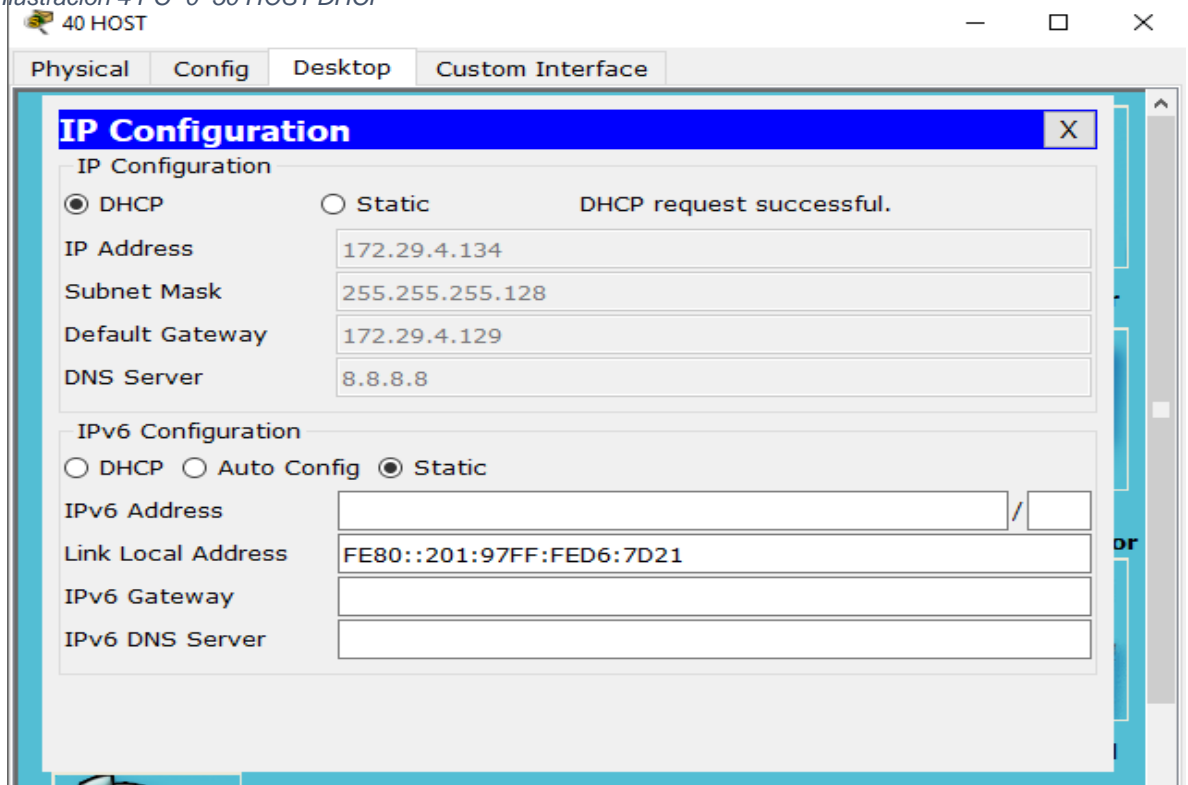 40 HOST
Physical Config Desktop Custom Interface
IP Configuration X
IP Configuration
DHCP Static DHCP request successful.
IP Address 172.29.4.134
Subnet Mask 255.255.255.128
Default Gateway 172.29.4.129
DNS Server 8.8.8.8
IPv6 Configuration
DHCP Auto Config Static
IPv6 Address /
Link Local Address FE80::201:97FF:FED6:7D21
IPv6 Gateway
IPv6 DNS Server
or